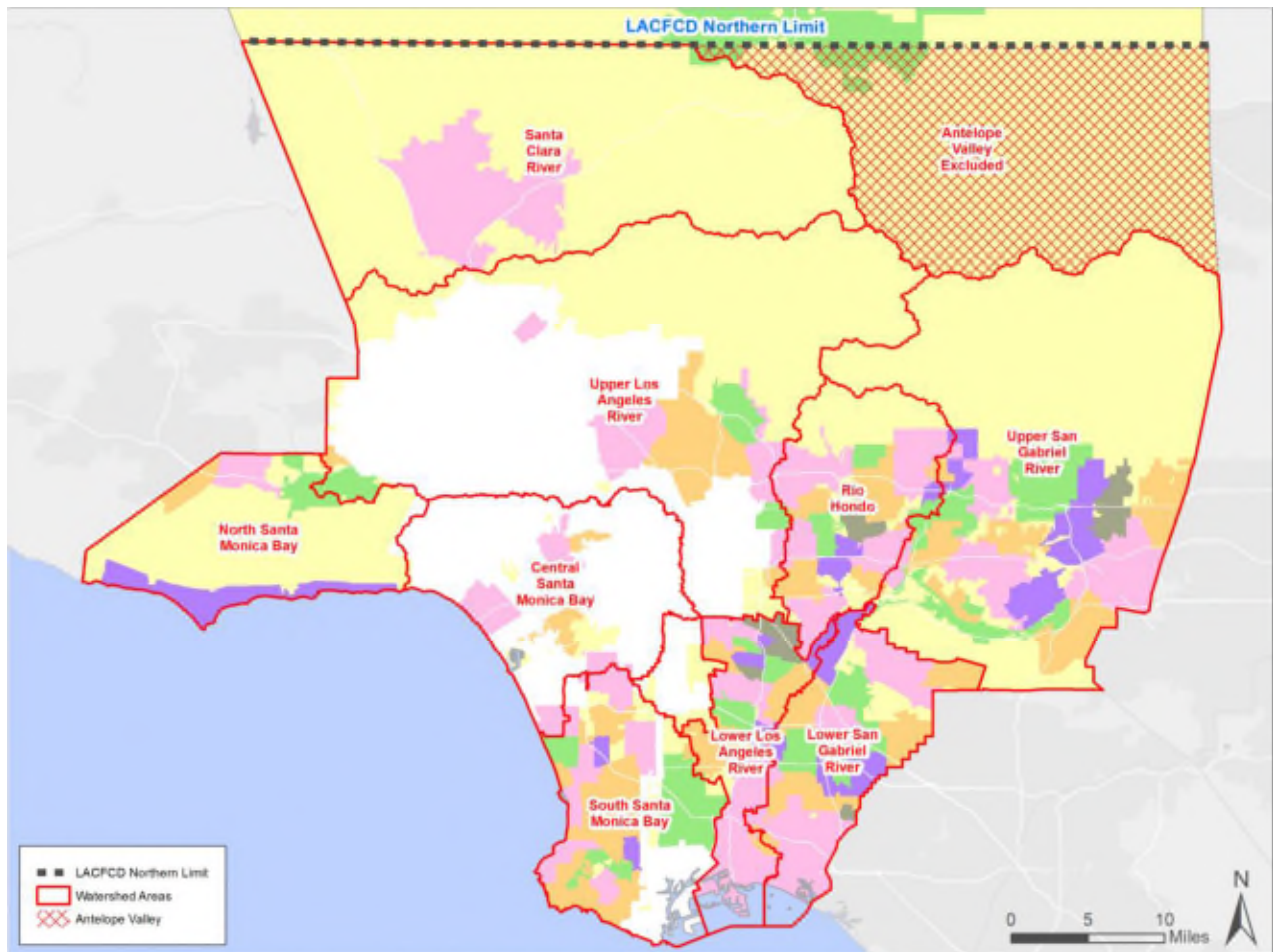 LACFCD Northern Limit
Santa
Clara
River
Antelope
Valley
Excluded
Upper Los
Angeles
River
Upper San
Gabriel
River
Rio
Hondo
North Santa
Monica Bay
Central
Santa
Monica Bay
Lower Los
Angeles
River
Lower San
Gabriel
River
South Santa
Monica Bay
LACFCD Northern Limit
Watershed Areas
Antelope Valley
N
0 5 10
Miles